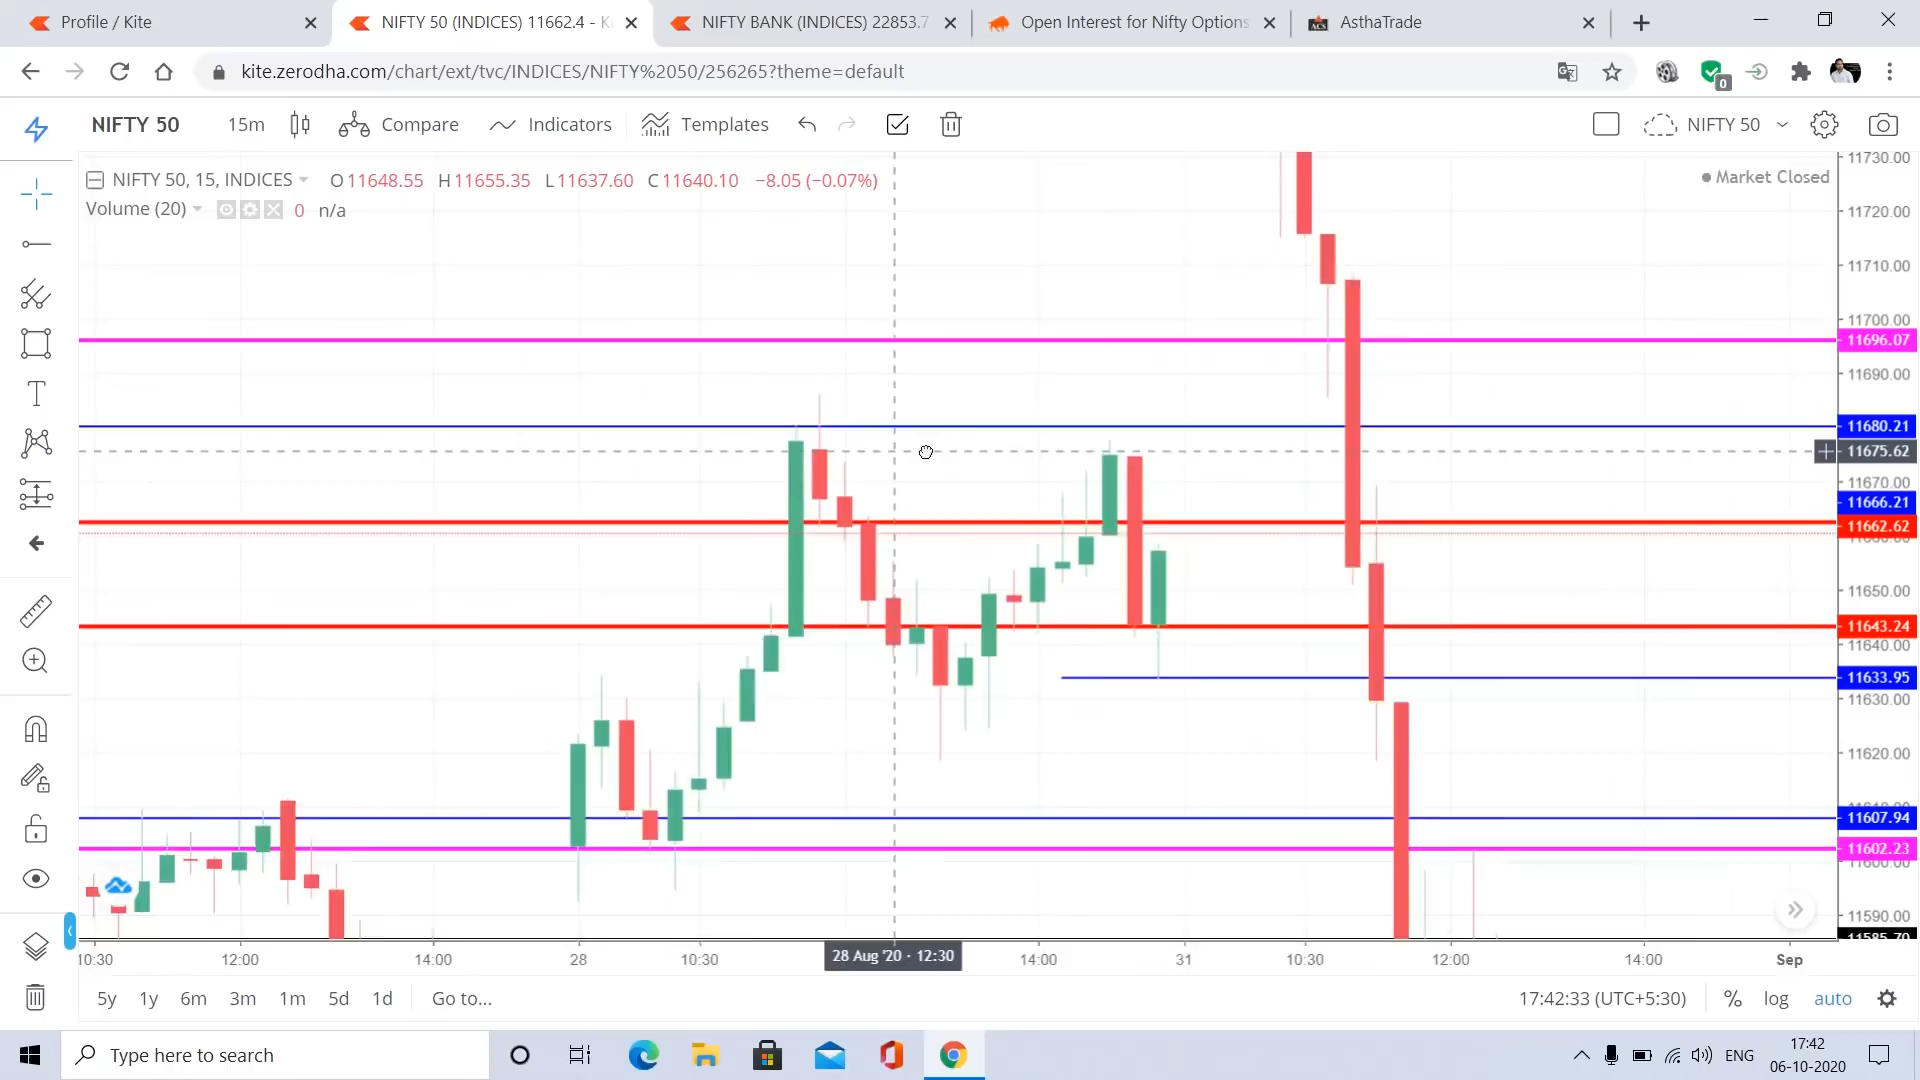 Profile / Kite
NIFTY 50 (INDICES) 11662.4 - K
NIFTY BANK (INDICES) 22853.7
Open Interest for Nifty Options
AsthaTrade
kite.zerodha.com/chart/ext/tvc/INDICES/NIFTY%2050/256265?theme=default
0
NIFTY 50
15m
Compare
Indicators
Templates
NIFTY 50
NIFTY 50, 15, INDICES
O 11648.55 H 11655.35 L 11637.60 C 11640.10 −8.05 (−0.07%)
Market Closed
Volume (20)
0 n/a
11730.00
11720.00
11710.00
11700.00
11696.07
11690.00
11680.21
11675.62
11670.00
11666.21
11662.62
11650.00
11643.24
11640.00
11633.95
11630.00
11620.00
11607.94
11602.23
11600.00
11590.00
11585.70
10:30
12:00
14:00
28
10:30
28 Aug '20 · 12:30
14:00
31
10:30
12:00
14:00
Sep
5y 1y 6m 3m 1m 5d 1d Go to...
17:42:33 (UTC+5:30) % log auto
Type here to search
ENG
17:42
06-10-2020